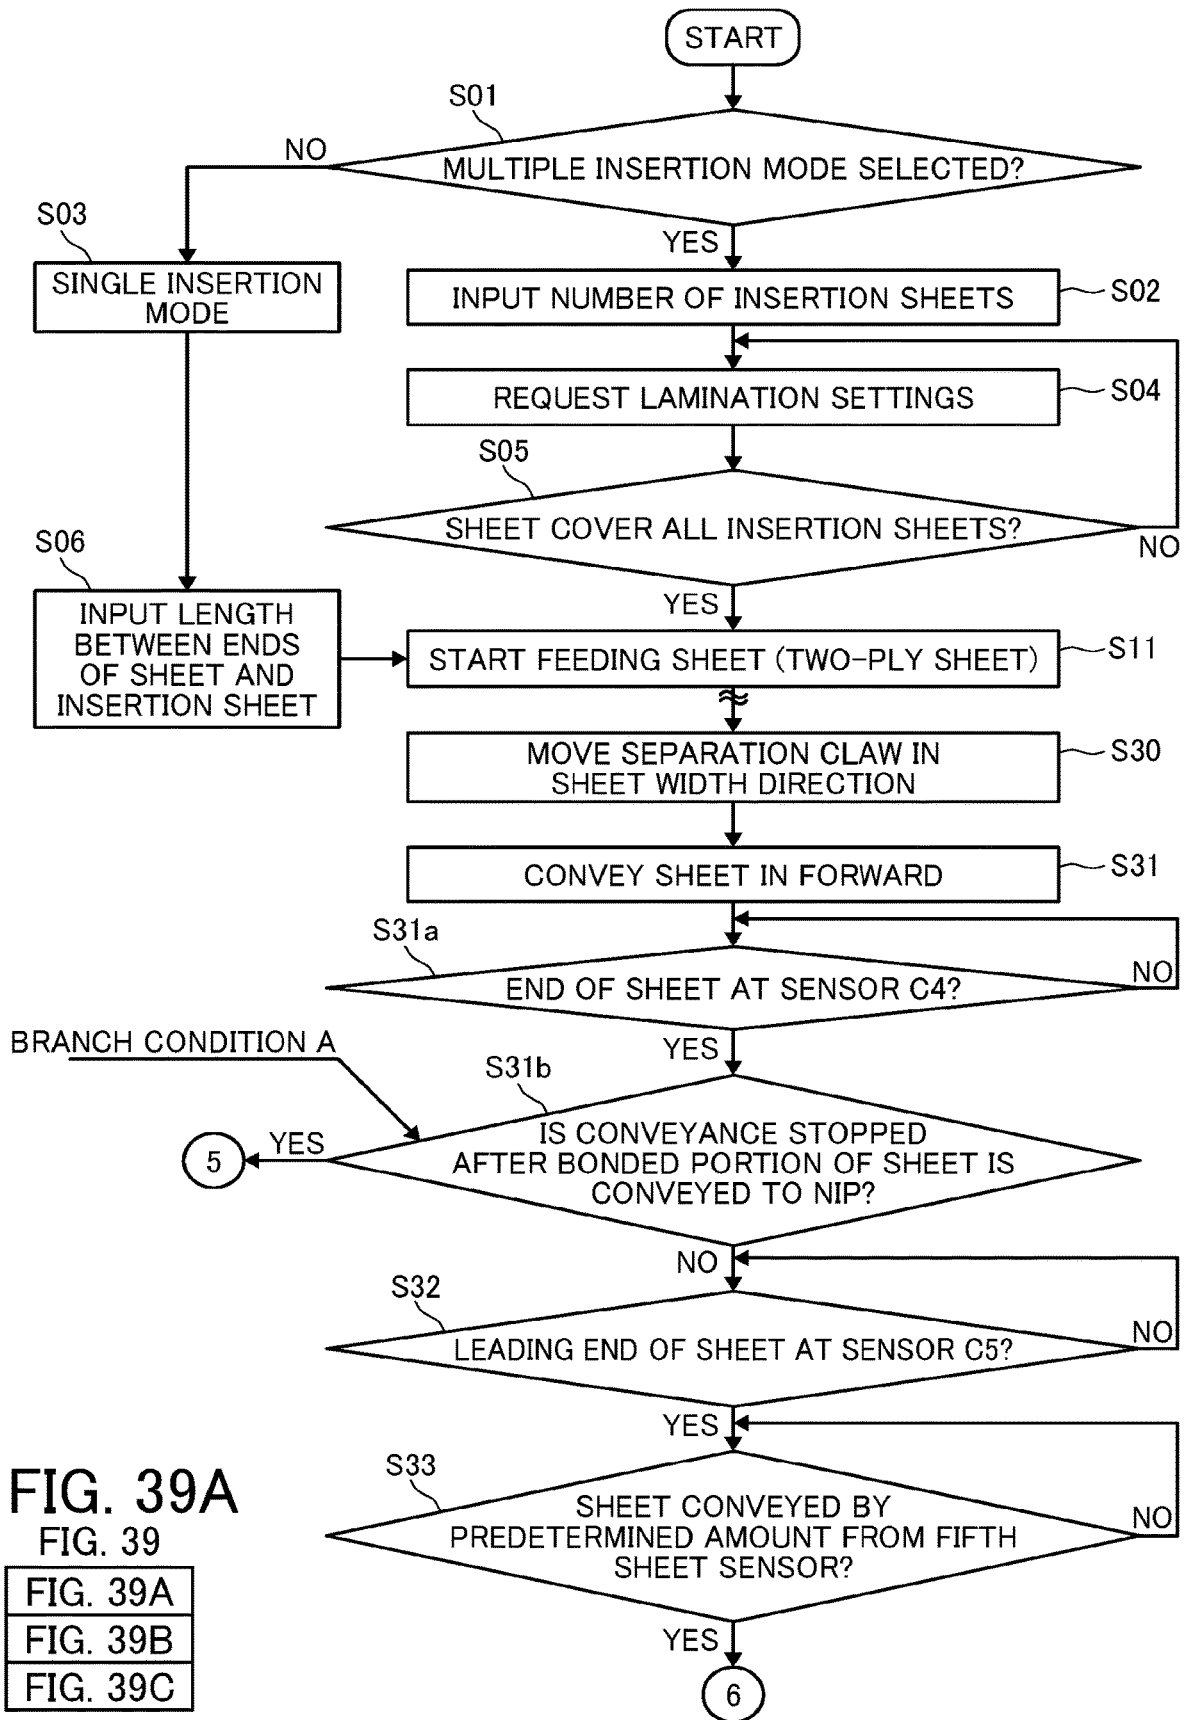 START
S01
MULTIPLE INSERTION MODE SELECTED?
NO
YES
S03
SINGLE INSERTION
MODE
INPUT NUMBER OF INSERTION SHEETS
S02
REQUEST LAMINATION SETTINGS
S04
S05
SHEET COVER ALL INSERTION SHEETS?
NO
YES
S06
INPUT LENGTH
BETWEEN ENDS
OF SHEET AND
INSERTION SHEET
START FEEDING SHEET (TWO-PLY SHEET)
S11
MOVE SEPARATION CLAW IN
SHEET WIDTH DIRECTION
S30
CONVEY SHEET IN FORWARD
S31
S31a
END OF SHEET AT SENSOR C4?
NO
YES
BRANCH CONDITION A
S31b
IS CONVEYANCE STOPPED
AFTER BONDED PORTION OF SHEET IS
CONVEYED TO NIP?
YES
5
NO
S32
LEADING END OF SHEET AT SENSOR C5?
NO
YES
S33
SHEET CONVEYED BY
PREDETERMINED AMOUNT FROM FIFTH
SHEET SENSOR?
NO
YES
6
FIG. 39A
FIG. 39
FIG. 39A
FIG. 39B
FIG. 39C